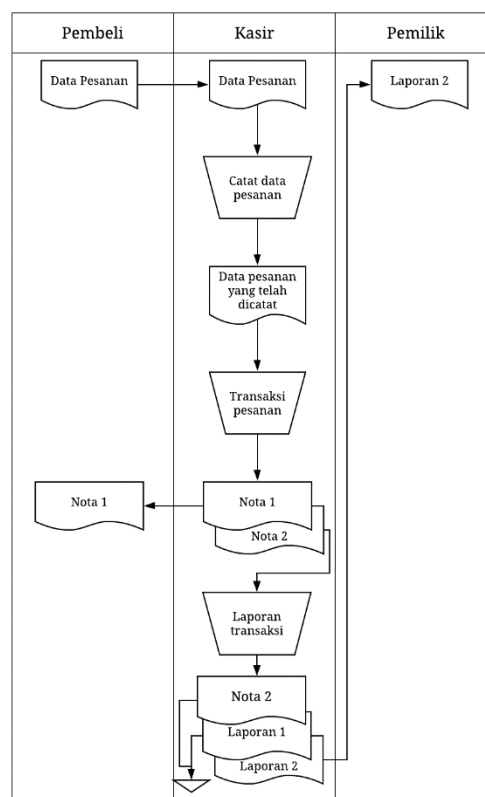 Pembeli
Kasir
Pemilik
Data Pesanan
Data Pesanan
Laporan 2
Catat data
pesanan
Data pesanan
yang telah
dicatat
Transaksi
pesanan
Nota 1
Nota 1
Nota 2
Laporan
transaksi
Nota 2
Laporan 1
Laporan 2